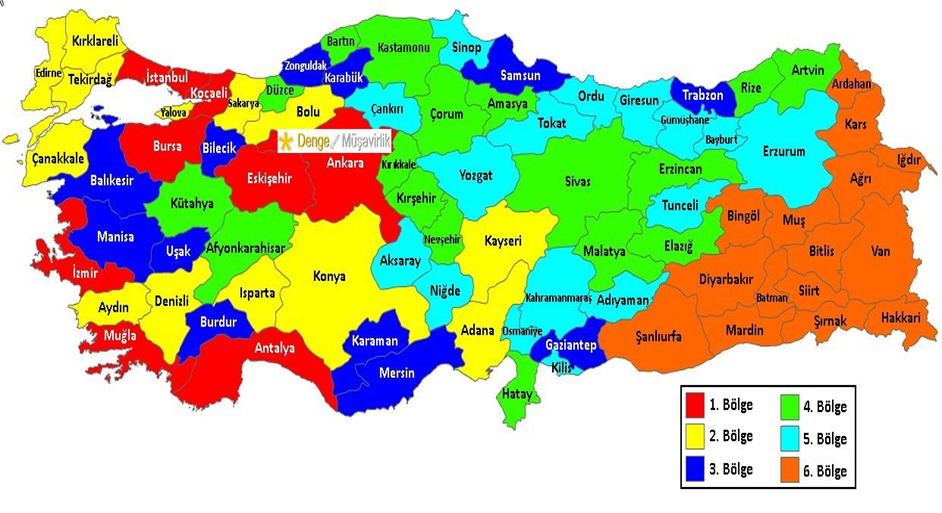 Kırklareli
Edirne
Tekirdağ
İstanbul
Kocaeli
Yalova
Sakarya
Düzce
Bolu
Zonguldak
Bartın
Karabük
Kastamonu
Sinop
Samsun
Çankırı
Çorum
Amasya
Tokat
Ordu
Giresun
Trabzon
Rize
Artvin
Ardahan
Gümüşhane
Bayburt
Kars
Iğdır
Erzurum
Ağrı
Çanakkale
Balıkesir
Bursa
Bilecik
Denge Müşavirlik
Eskişehir
Ankara
Kırıkkale
Yozgat
Sivas
Erzincan
Tunceli
Bingöl
Muş
Kütahya
Kırşehir
Nevşehir
Kayseri
Malatya
Elazığ
Bitlis
Van
Manisa
Uşak
Afyonkarahisar
İzmir
Aydın
Denizli
Isparta
Konya
Aksaray
Niğde
Kahramanmaraş
Adıyaman
Diyarbakır
Batman
Siirt
Şırnak
Hakkari
Muğla
Burdur
Antalya
Karaman
Mersin
Adana
Osmaniye
Gaziantep
Kilis
Hatay
Şanlıurfa
Mardin
1. Bölge
2. Bölge
3. Bölge
4. Bölge
5. Bölge
6. Bölge